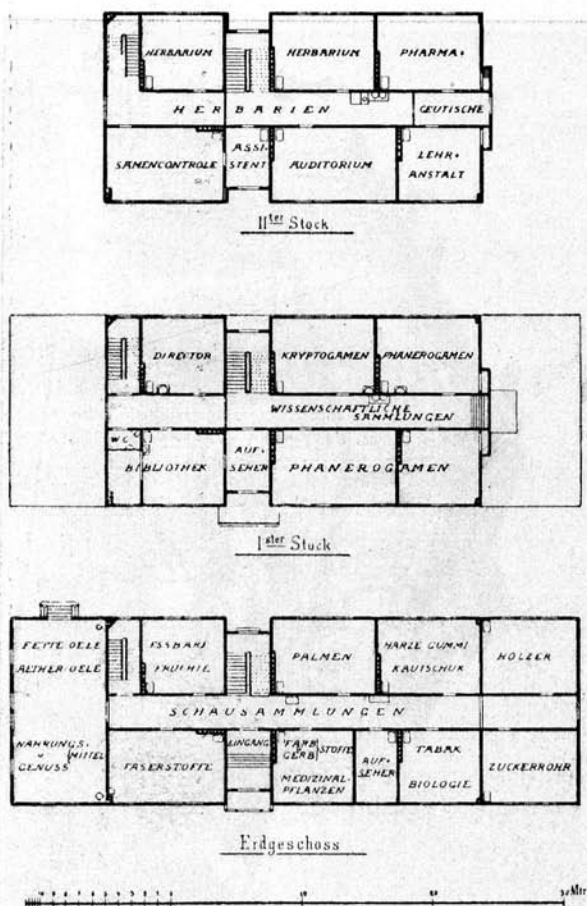 HERBARIUM
HERBARIUM
PHARMA-
HERBARIEN
CEUTISCHE
SAMENCONTROLE
ASSI-
STENT
AUDITORIUM
LEHR-
ANSTALT
IIter Stock
DIREKTOR
KRYPTOGAMEN
PHANEROGAMEN
WISSENSCHAFTLICHE
SAMMLUNGEN
WC
BIBLIOTHEK
AUF-
SEHER
PHANEROGAMEN
Ister Stock
FETTE OELE
AETHER. OELE
ESSBARE
FRÜCHTE
PALMEN
HARZE GUMMI
KAUTSCHUK
HÖLZER
SCHAUSAMMLUNGEN
NAHRUNGS-
U
GENUSS
MITTEL
FASERSTOFFE
EINGANG
FARB
U
GERB
STOFFE
MEDIZINAL-
PFLANZEN
AUF-
SEHER
TABAK
BIOLOGIE
ZUCKERROHR
Erdgeschoss
10
20
30 Mtr